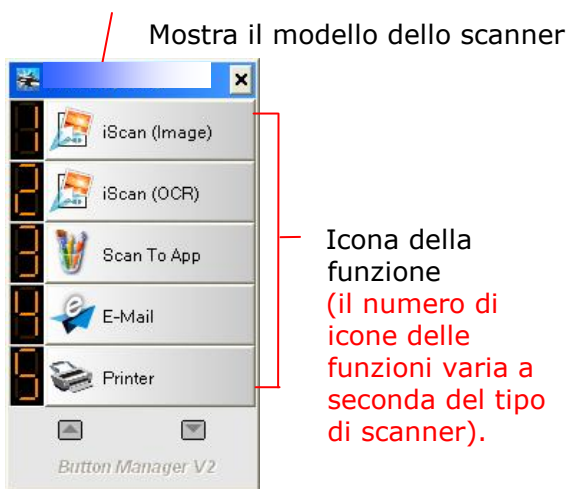 Mostra il modello dello scanner
1 iScan (Image)
2 iScan (OCR)
3 Scan To App
4 E-Mail
5 Printer
Button Manager V2
Icona della
funzione
(il numero di
icone delle
funzioni varia a
seconda del tipo
di scanner).